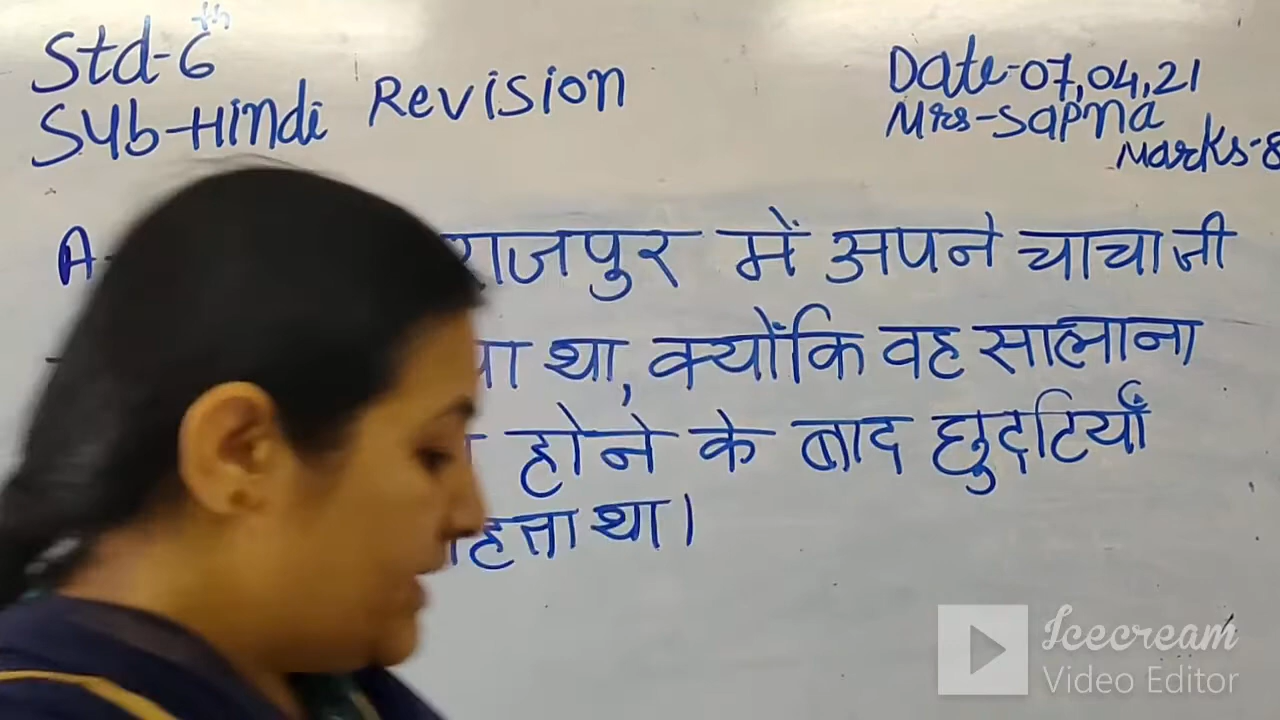 Std-6th
Sub-Hindi Revision
Date-07,04,21
Mrs-Sapna
Marks-8
A-
राजपुर में अपने चाचाजी
था, क्योंकि वह सालाना
होने के बाद छुट्टियाँ
था।
Icecream
Video Editor